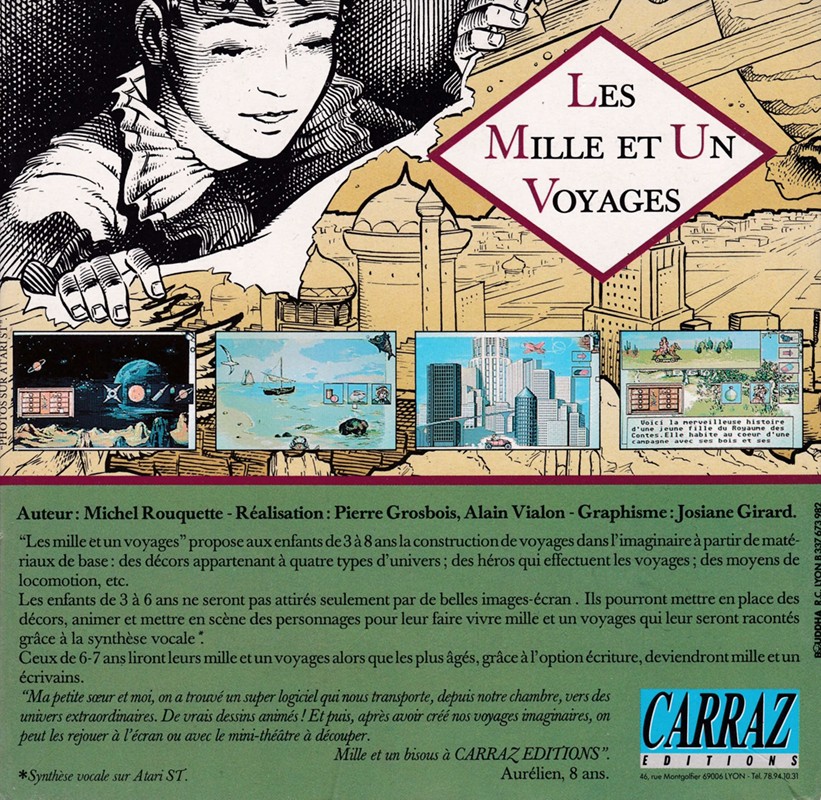 LES
MILLE ET UN
VOYAGES
PHOTOS SUR ATARI ST
Voici la merveilleuse histoire
d'une jeune fille du Royaume des
Contes.Elle habite au coeur d'une
campagne avec ses bois et ses
Auteur : Michel Rouquette - Réalisation : Pierre Grosbois, Alain Vialon - Graphisme : Josiane Girard.
“Les mille et un voyages” propose aux enfants de 3 à 8 ans la construction de voyages dans l'imaginaire à partir de maté-
riaux de base : des décors appartenant à quatre types d'univers ; des héros qui effectuent les voyages ; des moyens de
locomotion, etc.
Les enfants de 3 à 6 ans ne seront pas attirés seulement par de belles images-écran . Ils pourront mettre en place des
décors, animer et mettre en scène des personnages pour leur faire vivre mille et un voyages qui leur seront racontés
grâce à la synthèse vocale *.
Ceux de 6-7 ans liront leurs mille et un voyages alors que les plus âgés, grâce à l'option écriture, deviendront mille et un
écrivains.
“Ma petite sœur et moi, on a trouvé un super logiciel qui nous transporte, depuis notre chambre, vers des
univers extraordinaires. De vrais dessins animés ! Et puis, après avoir créé nos voyages imaginaires, on
peut les rejouer à l'écran ou avec le mini-théâtre à découper.
Mille et un bisous à CARRAZ EDITIONS”.
Aurélien, 8 ans.
*Synthèse vocale sur Atari ST.
CARRAZ
EDITIONS
46, rue Montgolfier 69006 LYON - Tél. 78.94.10.31
BOUDDHA R.C. LYON B 337 673 982